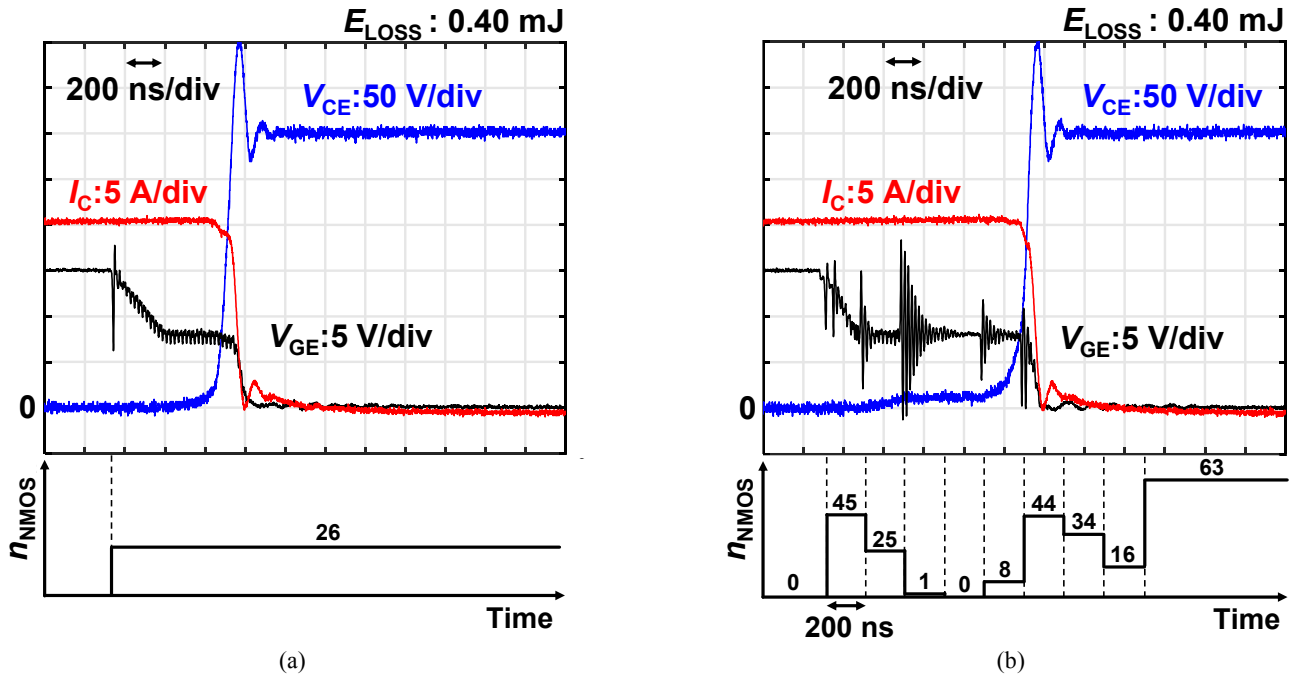 E_LOSS : 0.40 mJ
200 ns/div
V_CE:50 V/div
I_C:5 A/div
V_GE:5 V/div
0
n_NMOS
26
Time
(a)
E_LOSS : 0.40 mJ
200 ns/div
V_CE:50 V/div
I_C:5 A/div
V_GE:5 V/div
0
n_NMOS
0
45
25
1
0
8
44
34
16
63
Time
200 ns
(b)